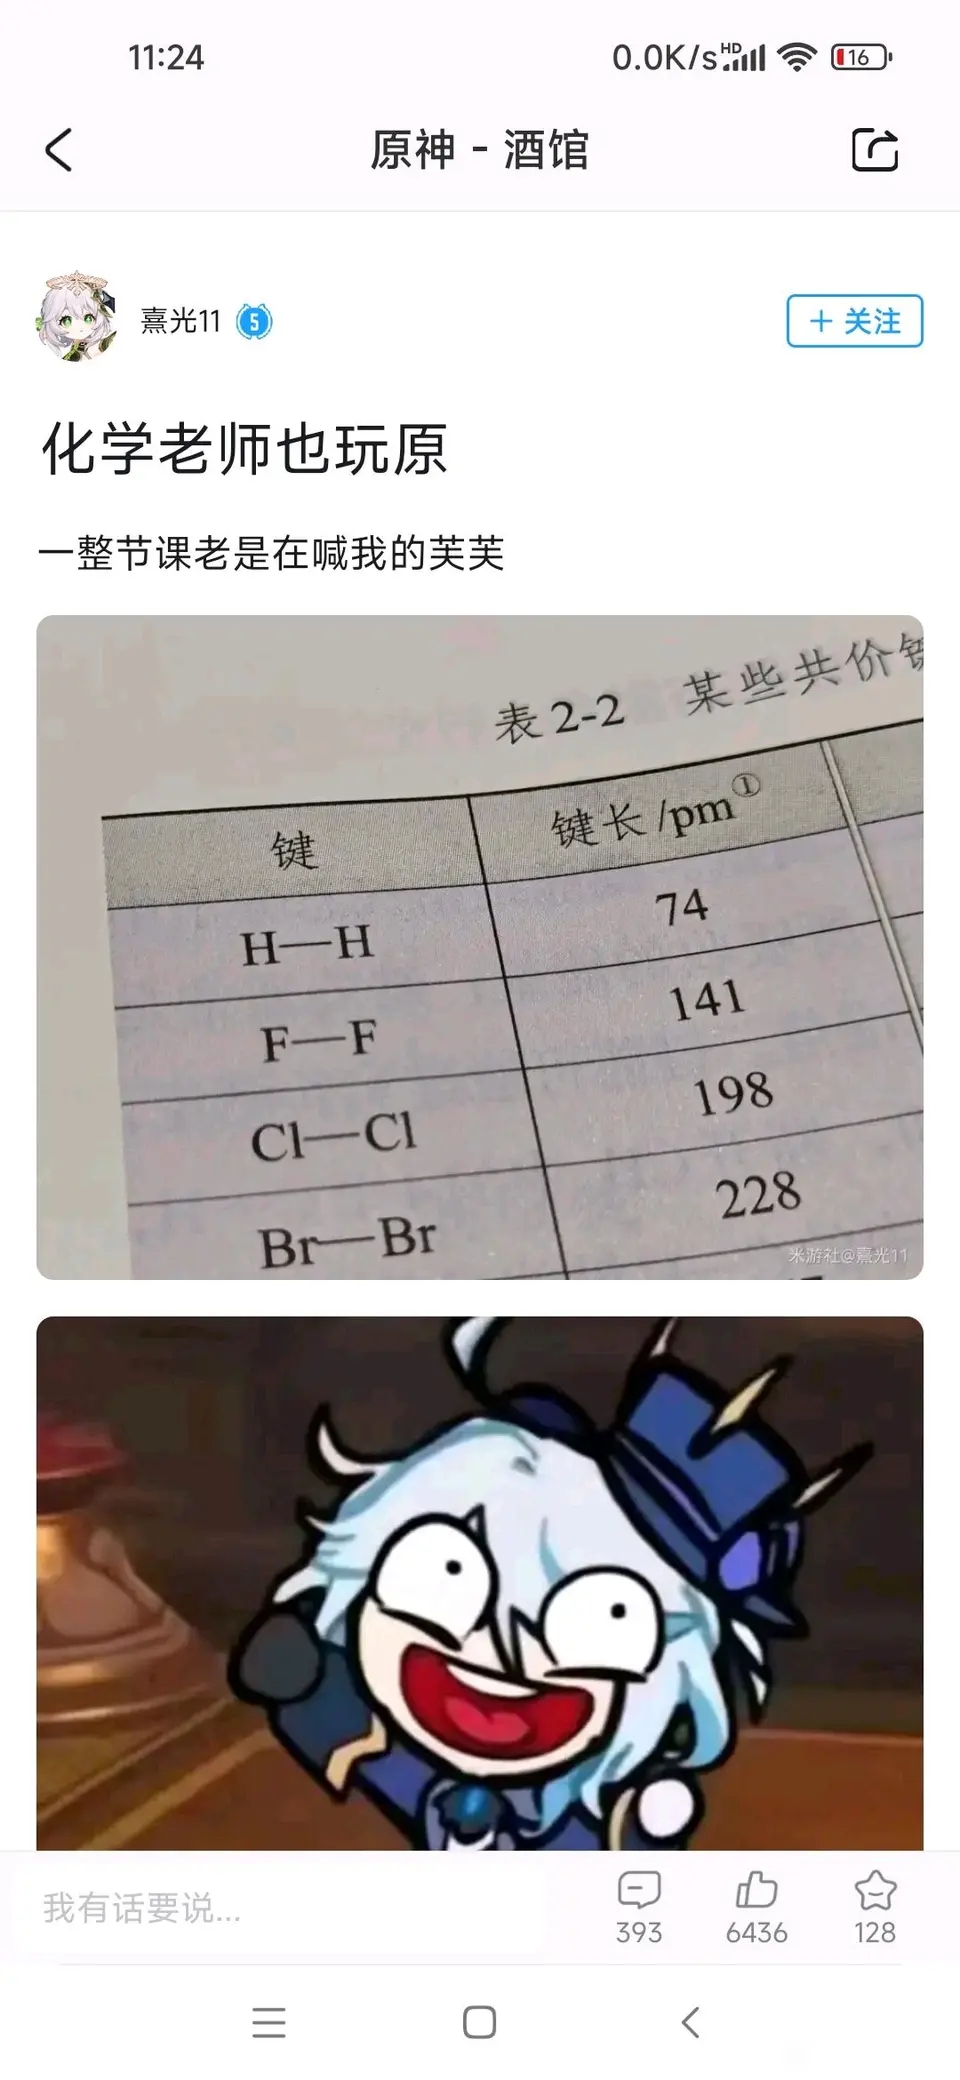 11:24
0.0K/s HD 16
原神 - 酒馆
熹光11 5
+ 关注
化学老师也玩原
一整节课老是在喊我的芙芙
表 2-2 某些共价键
键 键长/pm①
H—H 74
F—F 141
Cl—Cl 198
Br—Br 228
米游社@熹光11
我有话要说...
393 6436 128